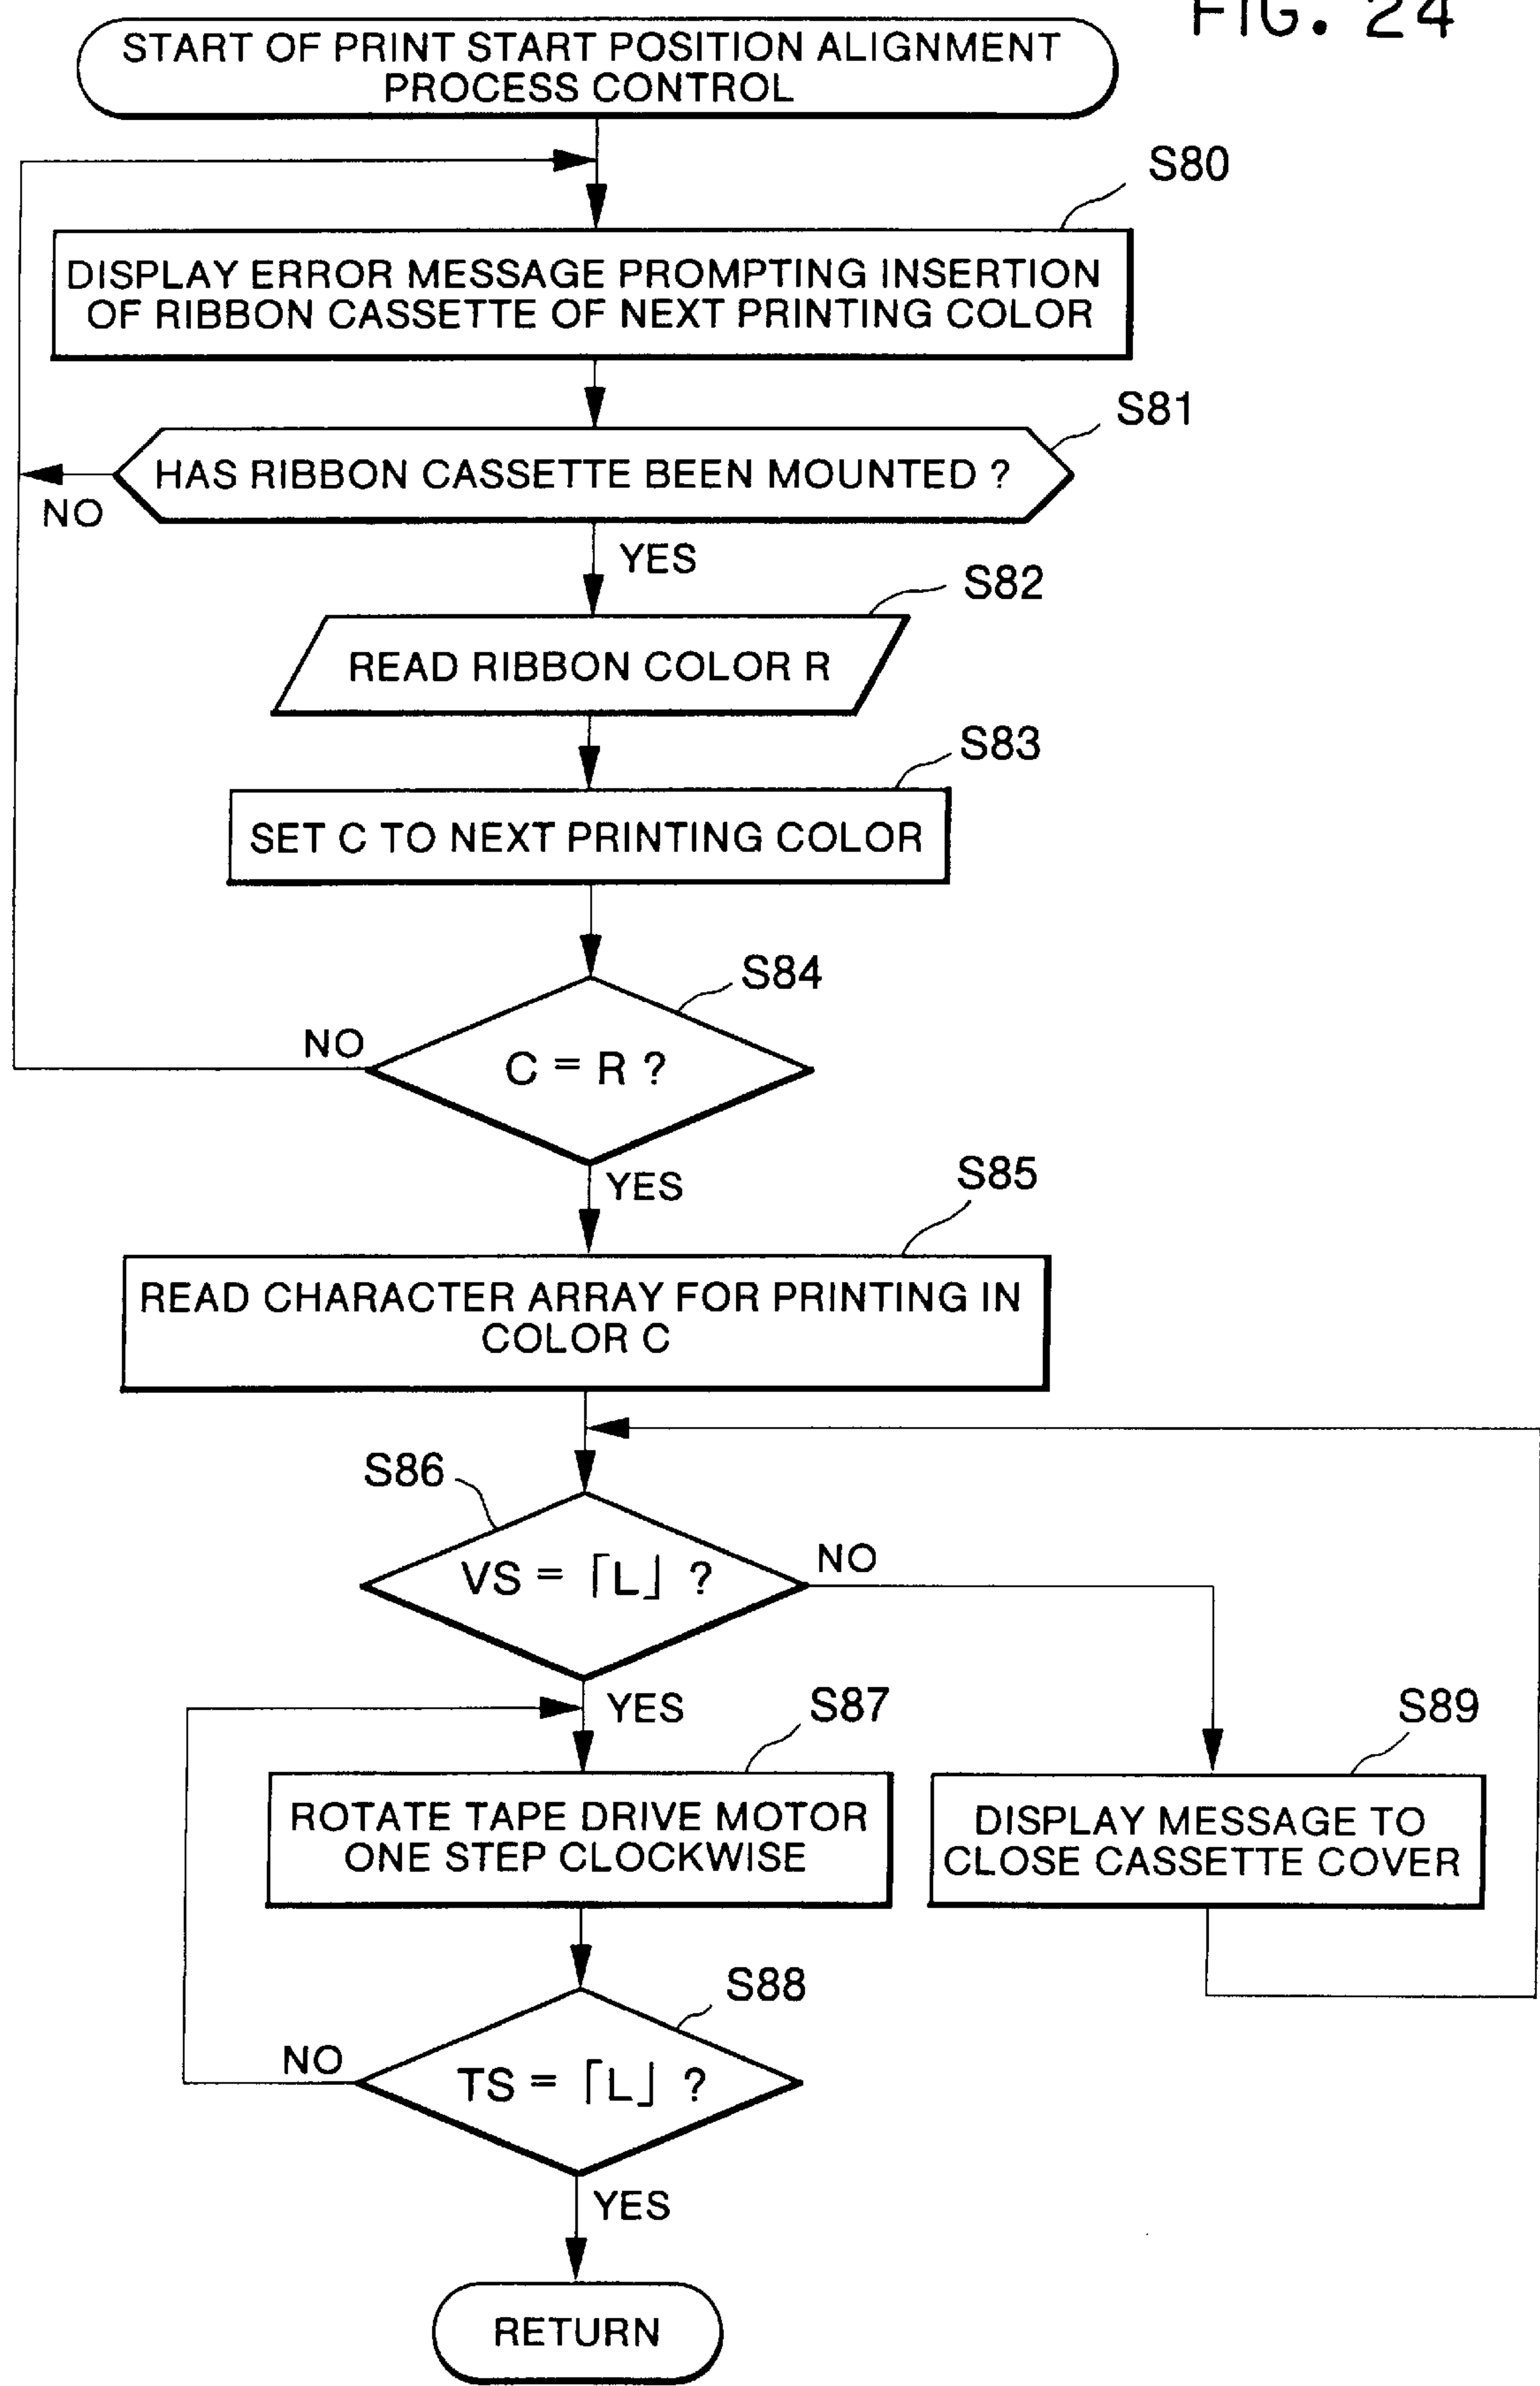 FIG. 24
START OF PRINT START POSITION ALIGNMENT
PROCESS CONTROL
S80
DISPLAY ERROR MESSAGE PROMPTING INSERTION
OF RIBBON CASSETTE OF NEXT PRINTING COLOR
S81
HAS RIBBON CASSETTE BEEN MOUNTED ?
NO
YES
S82
READ RIBBON COLOR R
S83
SET C TO NEXT PRINTING COLOR
S84
NO
C = R ?
YES
S85
READ CHARACTER ARRAY FOR PRINTING IN
COLOR C
S86
VS = ⌈L⌋ ?
NO
YES
S87
S89
ROTATE TAPE DRIVE MOTOR
ONE STEP CLOCKWISE
DISPLAY MESSAGE TO
CLOSE CASSETTE COVER
S88
NO
TS = ⌈L⌋ ?
YES
RETURN